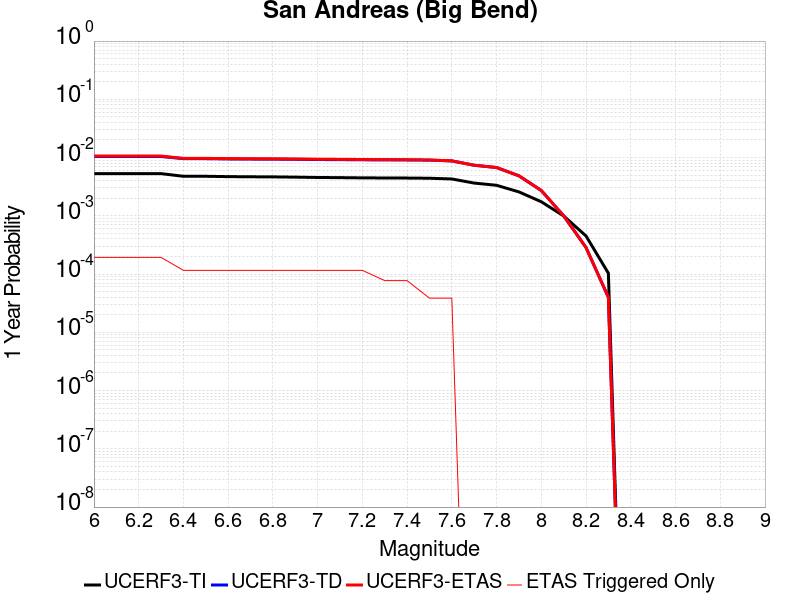 San Andreas (Big Bend)
10^0
10^-1
10^-2
10^-3
10^-4
10^-5
10^-6
10^-7
10^-8
1 Year Probability
6 6.2 6.4 6.6 6.8 7 7.2 7.4 7.6 7.8 8 8.2 8.4 8.6 8.8 9
Magnitude
UCERF3-TI UCERF3-TD UCERF3-ETAS ETAS Triggered Only